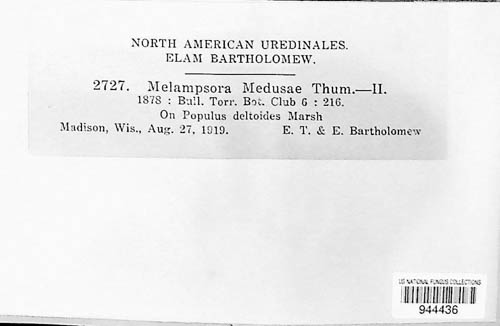 NORTH AMERICAN UREDINALES.
ELAM BARTHOLOMEW.
2727. Melampsora Medusae Thum.—II.
1878 : Bull. Torr. Bot. Club 6 : 216.
On Populus deltoides Marsh
Madison, Wis., Aug. 27, 1919. E. T. & E. Bartholomew
US NATIONAL FUNGUS COLLECTIONS
944436